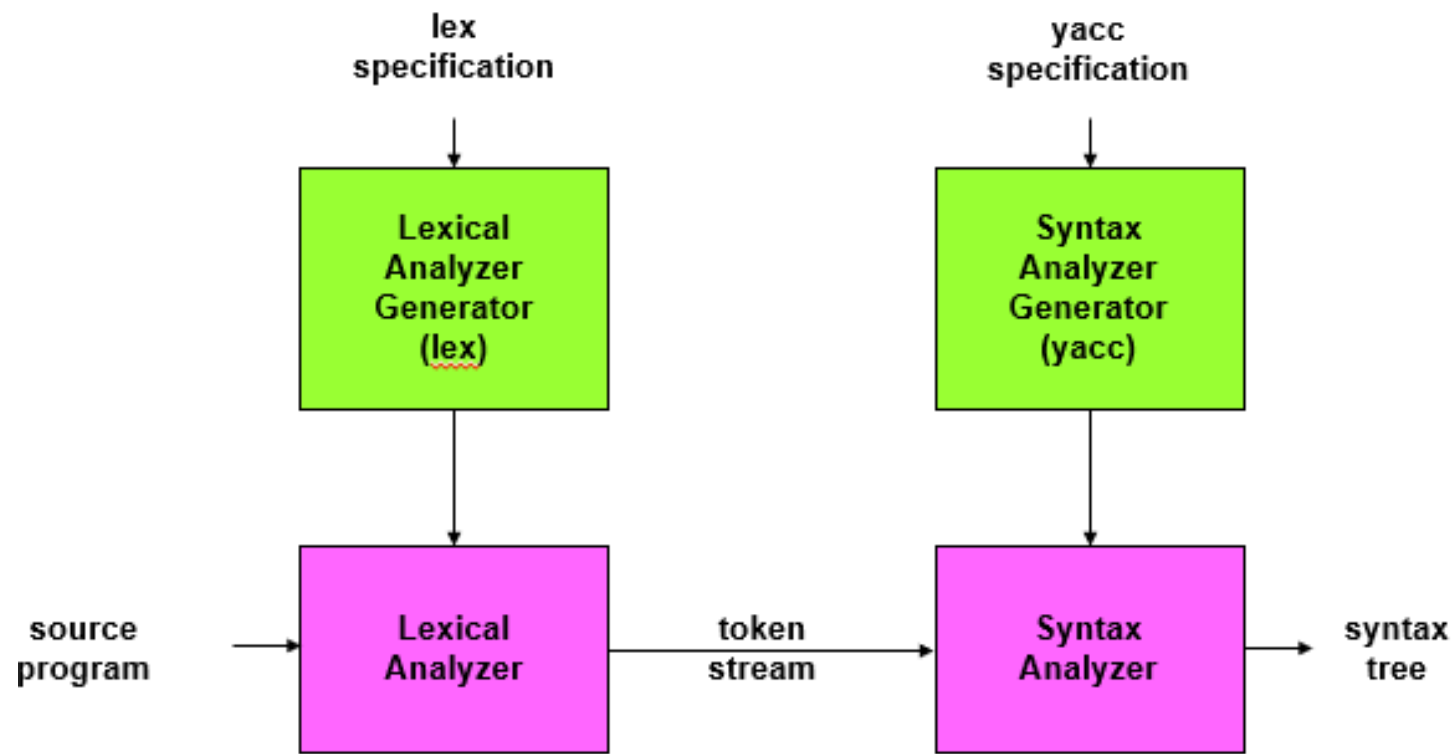 lex
specification
yacc
specification
Lexical
Analyzer
Generator
(lex)
Syntax
Analyzer
Generator
(yacc)
source
program
Lexical
Analyzer
token
stream
Syntax
Analyzer
syntax
tree